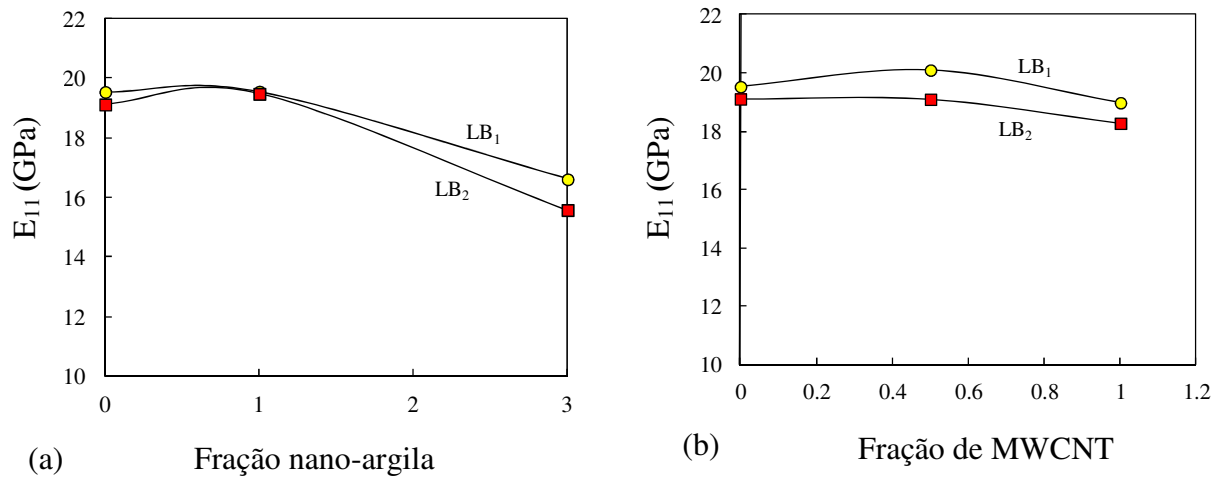 22
20
18
16
14
12
10
E₁₁ (GPa)
LB₁
LB₂
0 1 2 3
(a) Fração nano-argila
22
20
18
16
14
12
10
E₁₁ (GPa)
LB₁
LB₂
0 0.2 0.4 0.6 0.8 1 1.2
(b) Fração de MWCNT